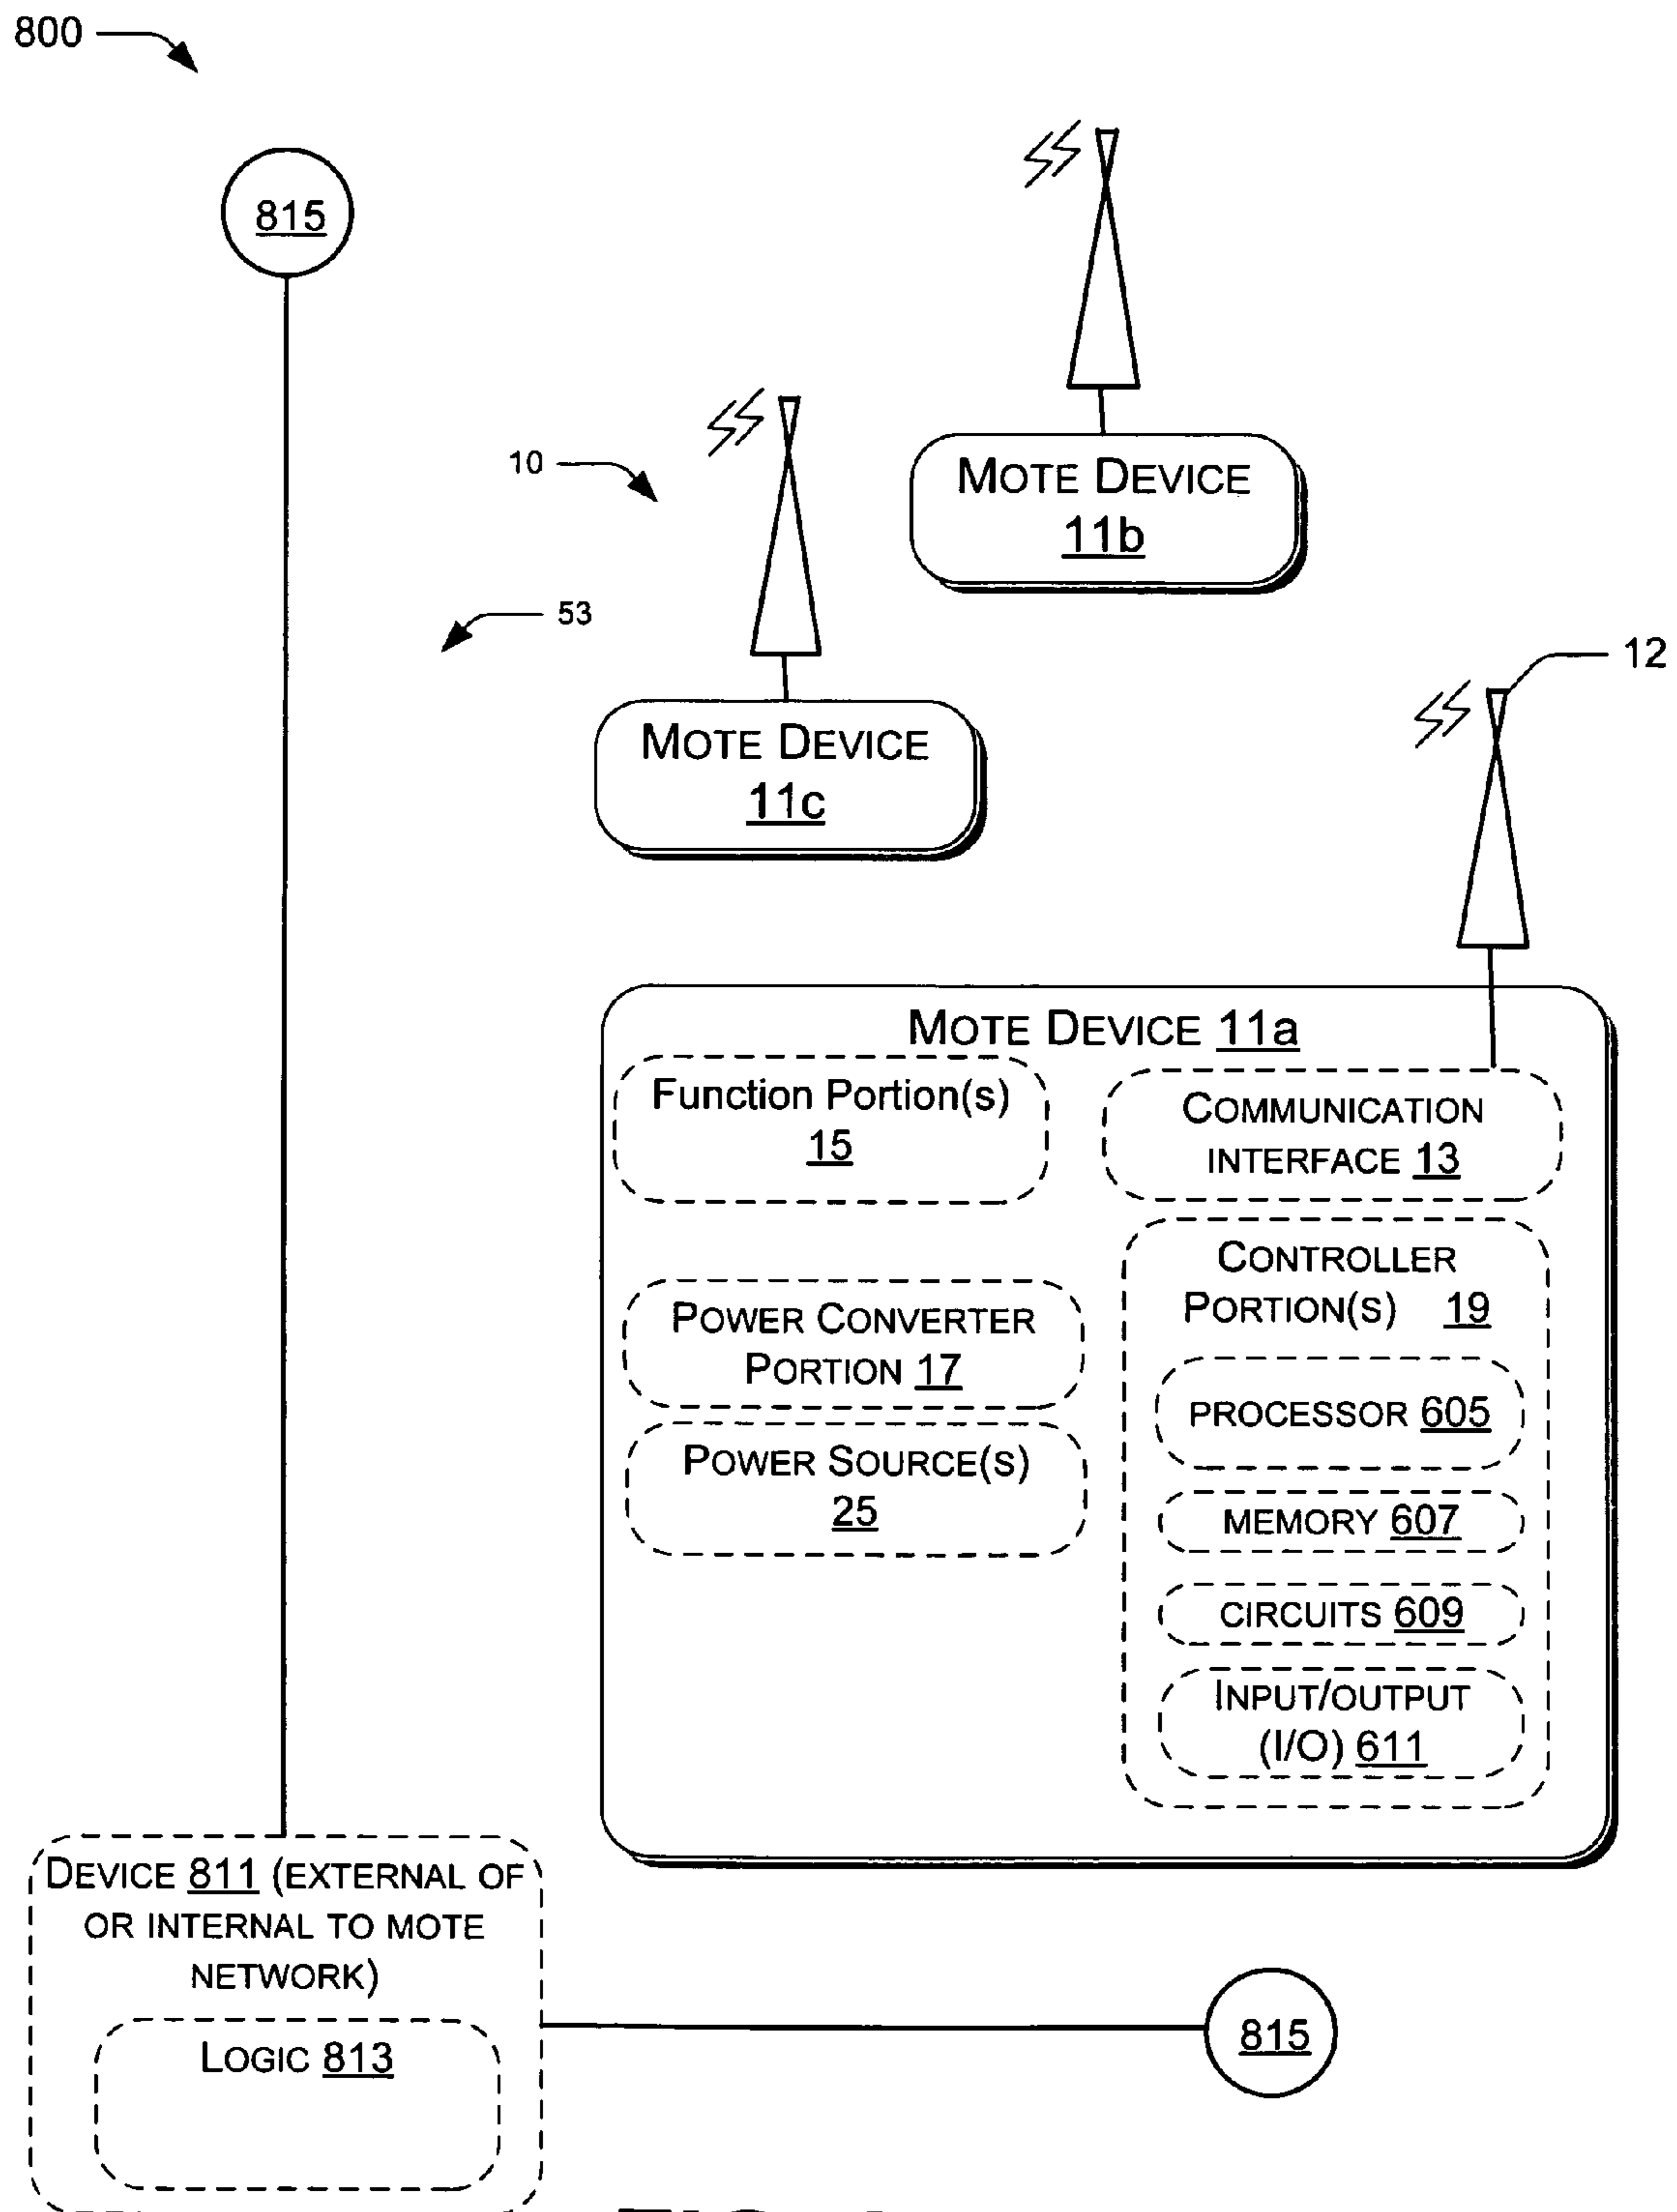 800
815
10
MOTE DEVICE
11b
53
12
MOTE DEVICE
11c
MOTE DEVICE 11a
Function Portion(s)
15
COMMUNICATION
INTERFACE 13
CONTROLLER
PORTION(S) 19
POWER CONVERTER
PORTION 17
PROCESSOR 605
POWER SOURCE(S)
25
MEMORY 607
CIRCUITS 609
INPUT/OUTPUT
(I/O) 611
DEVICE 811 (EXTERNAL OF
OR INTERNAL TO MOTE
NETWORK)
LOGIC 813
815